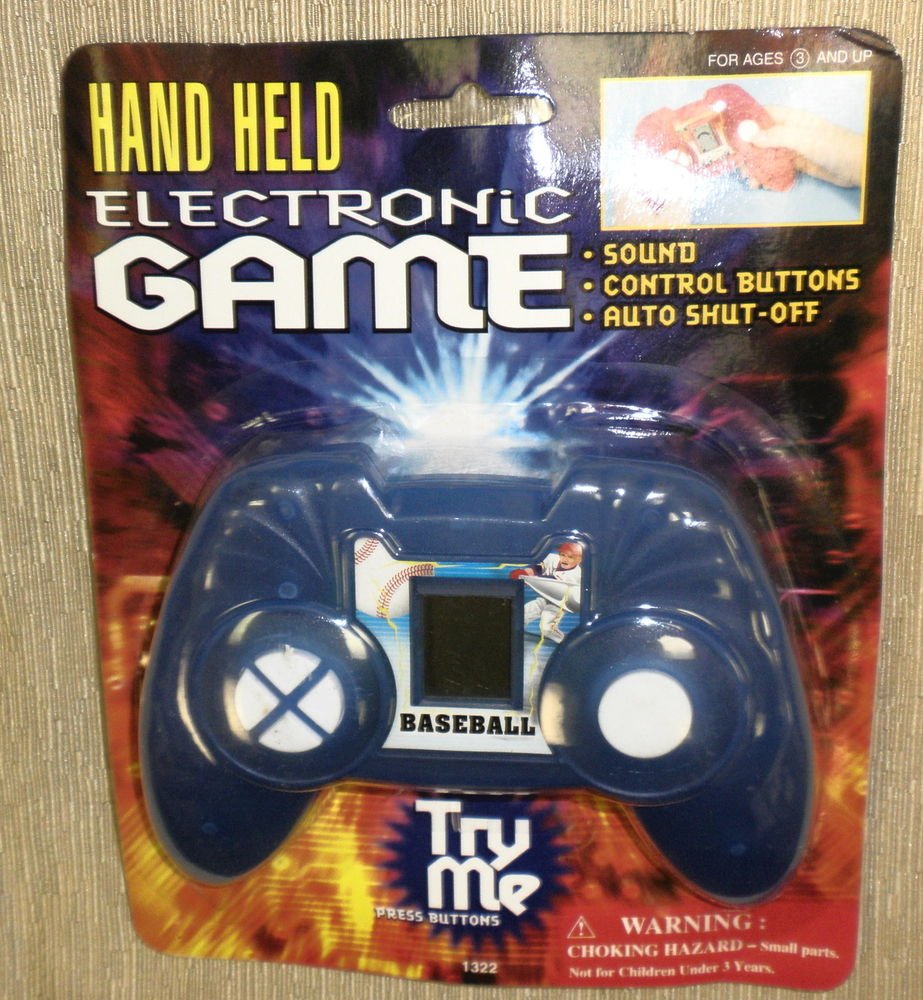 FOR AGES 3 AND UP
HAND HELD
ELECTRONiC
GAME
• SOUND
• CONTROL BUTTONS
• AUTO SHUT-OFF
BASEBALL
Try
Me
PRESS BUTTONS
WARNING :
CHOKING HAZARD – Small parts.
Not for Children Under 3 Years.
1322